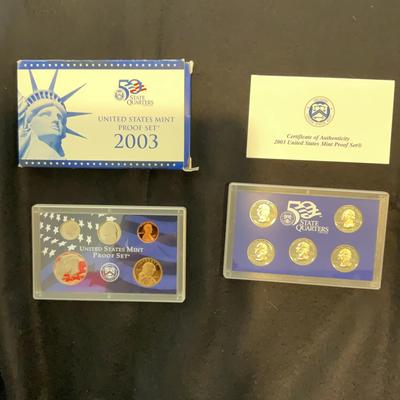 50
STATE
QUARTERS
UNITED STATES MINT
PROOF SET®
2003
Certificate of Authenticity
2003 United States Mint Proof Set®
UNITED STATES MINT
PROOF SET®
50
STATE
QUARTERS